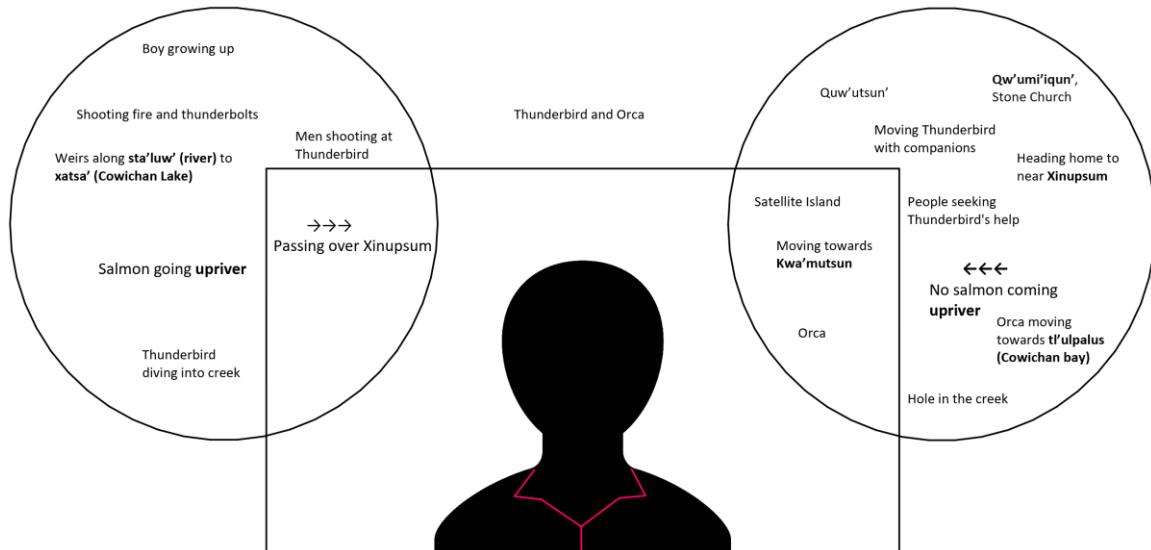 Boy growing up
Shooting fire and thunderbolts
Men shooting at
Thunderbird
Weirs along sta’luw’ (river) to
xatsa’ (Cowichan Lake)
→→→
Passing over Xinupsum
Salmon going upriver
Thunderbird
diving into creek
Thunderbird and Orca
Quw’utsun’
Qw’umi’iqun’,
Stone Church
Moving Thunderbird
with companions
Heading home to
near Xinupsum
Satellite Island
People seeking
Thunderbird's help
Moving towards
Kwa’mutsun
←←←
No salmon coming
upriver
Orca
Orca moving
towards tl’ulpalus
(Cowichan bay)
Hole in the creek